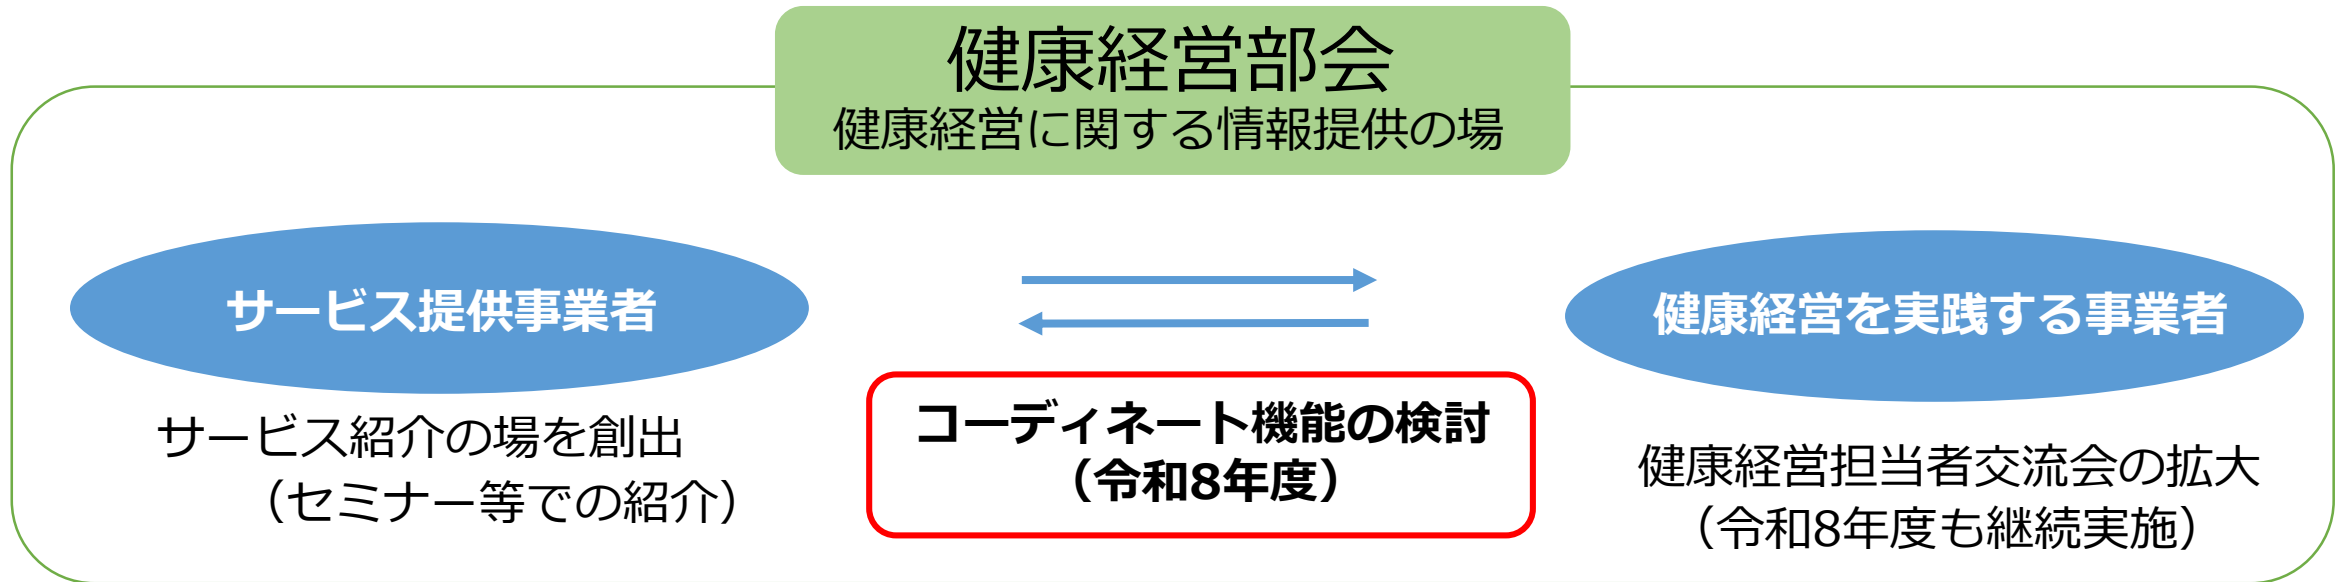 健康経営部会
健康経営に関する情報提供の場
サービス提供事業者
サービス紹介の場を創出
（セミナー等での紹介）
コーディネート機能の検討
（令和8年度）
健康経営を実践する事業者
健康経営担当者交流会の拡大
（令和8年度も継続実施）